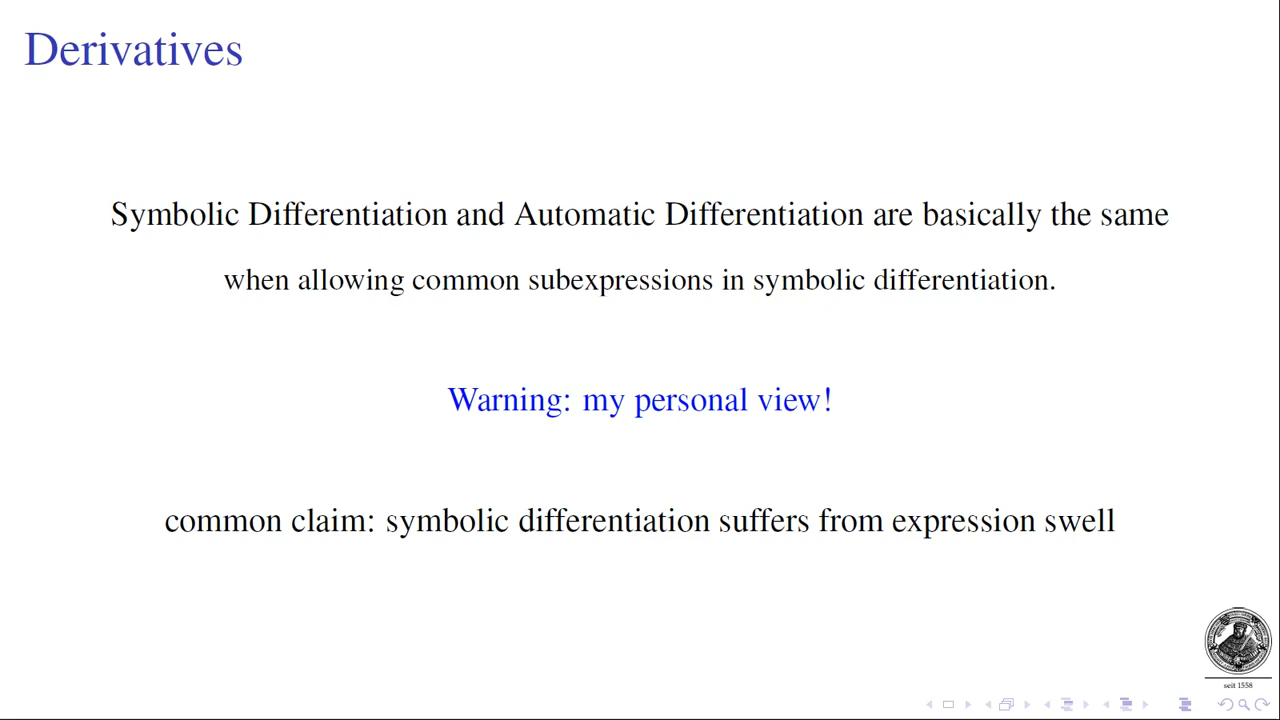 Derivatives
Symbolic Differentiation and Automatic Differentiation are basically the same
when allowing common subexpressions in symbolic differentiation.
Warning: my personal view!
common claim: symbolic differentiation suffers from expression swell
seit 1558